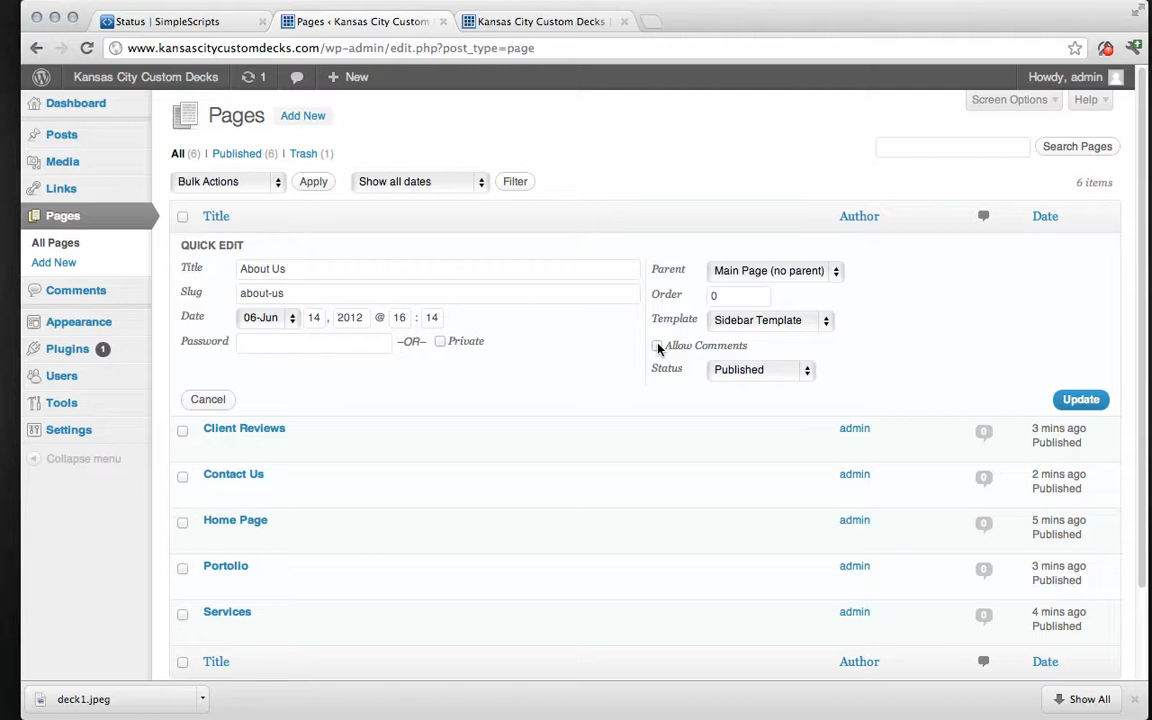 Status | SimpleScripts
Pages ‹ Kansas City Custom
Kansas City Custom Decks
www.kansascitycustomdecks.com/wp-admin/edit.php?post_type=page
Kansas City Custom Decks
1
New
Howdy, admin
Dashboard
Posts
Media
Links
Pages
All Pages
Add New
Comments
Appearance
Plugins 1
Users
Tools
Settings
Collapse menu
Screen Options
Help
Pages Add New
All (6) | Published (6) | Trash (1)
Search Pages
Bulk Actions Apply Show all dates Filter
6 items
Title Author Date
QUICK EDIT
Title About Us
Slug about-us
Date 06-Jun 14 , 2012 @ 16 : 14
Password –OR– Private
Parent Main Page (no parent)
Order 0
Template Sidebar Template
Allow Comments
Status Published
Cancel Update
Client Reviews admin 0 3 mins ago
Published
Contact Us admin 0 2 mins ago
Published
Home Page admin 0 5 mins ago
Published
Portolio admin 0 3 mins ago
Published
Services admin 0 4 mins ago
Published
Title Author Date
deck1.jpeg
Show All